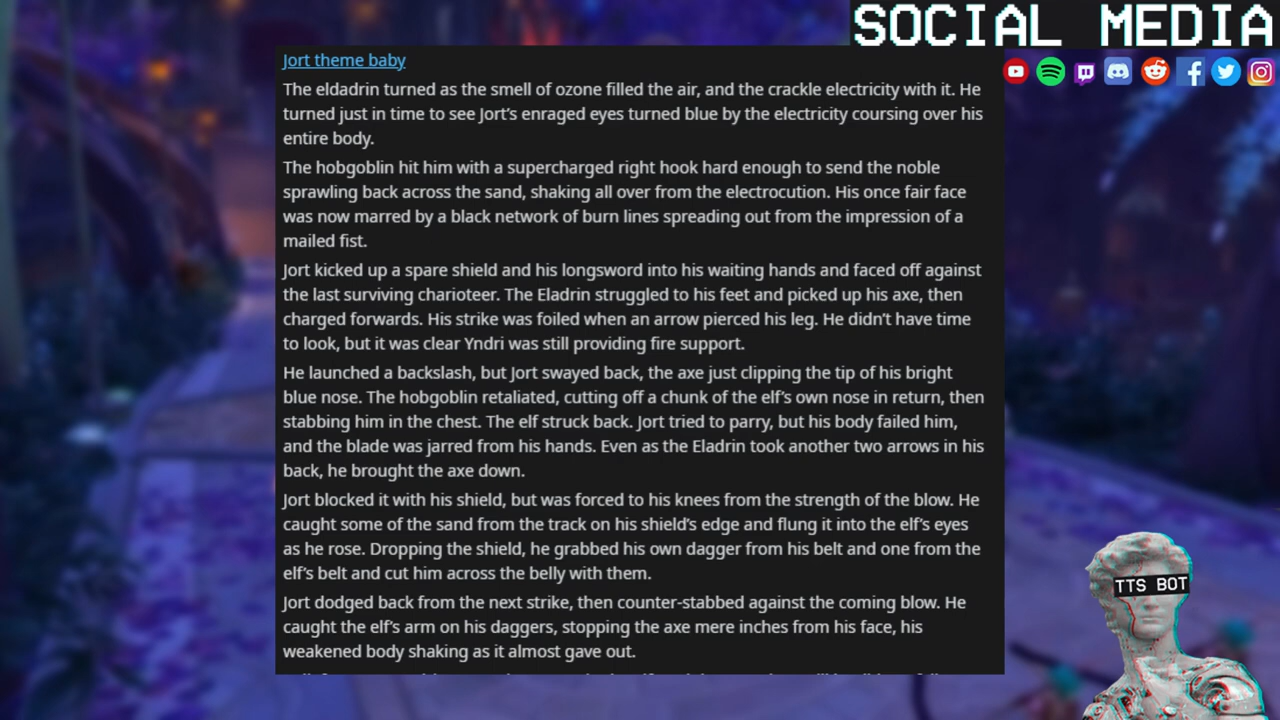 SOCIAL MEDIA
Jort theme baby
The eldadrin turned as the smell of ozone filled the air, and the crackle electricity with it. He
turned just in time to see Jort’s enraged eyes turned blue by the electricity coursing over his
entire body.
The hobgoblin hit him with a supercharged right hook hard enough to send the noble
sprawling back across the sand, shaking all over from the electrocution. His once fair face
was now marred by a black network of burn lines spreading out from the impression of a
mailed fist.
Jort kicked up a spare shield and his longsword into his waiting hands and faced off against
the last surviving charioteer. The Eladrin struggled to his feet and picked up his axe, then
charged forwards. His strike was foiled when an arrow pierced his leg. He didn’t have time
to look, but it was clear Yndri was still providing fire support.
He launched a backslash, but Jort swayed back, the axe just clipping the tip of his bright
blue nose. The hobgoblin retaliated, cutting off a chunk of the elf’s own nose in return, then
stabbing him in the chest. The elf struck back. Jort tried to parry, but his body failed him,
and the blade was jarred from his hands. Even as the Eladrin took another two arrows in his
back, he brought the axe down.
Jort blocked it with his shield, but was forced to his knees from the strength of the blow. He
caught some of the sand from the track on his shield’s edge and flung it into the elf’s eyes
as he rose. Dropping the shield, he grabbed his own dagger from his belt and one from the
elf’s belt and cut him across the belly with them.
Jort dodged back from the next strike, then counter-stabbed against the coming blow. He
caught the elf’s arm on his daggers, stopping the axe mere inches from his face, his
weakened body shaking as it almost gave out.
TTS BOT